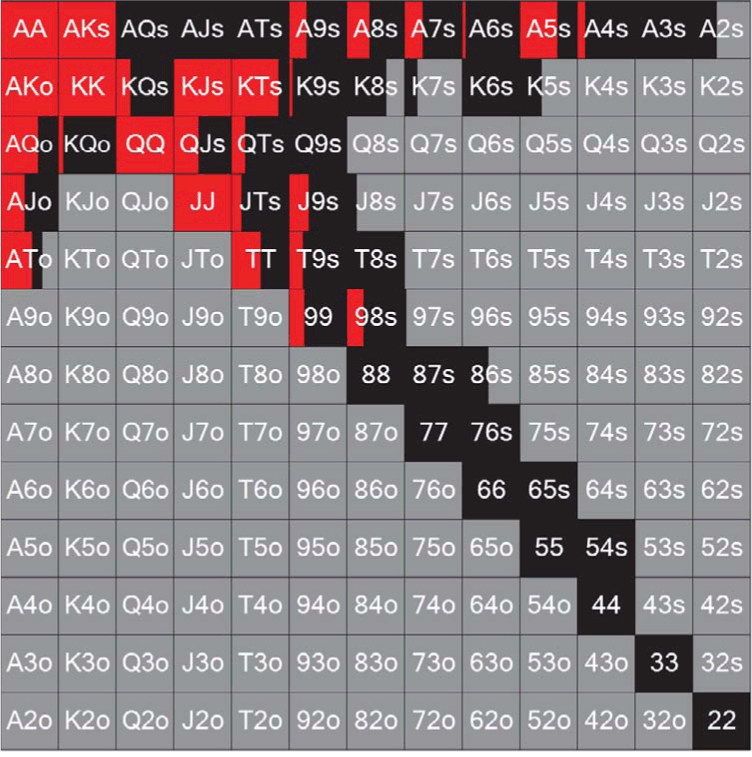 AA AKs AQs AJs ATs A9s A8s A7s A6s A5s A4s A3s A2s
AKo KK KQs KJs KTs K9s K8s K7s K6s K5s K4s K3s K2s
AQo KQo QQ QJs QTs Q9s Q8s Q7s Q6s Q5s Q4s Q3s Q2s
AJo KJo QJo JJ JTs J9s J8s J7s J6s J5s J4s J3s J2s
ATo KTo QTo JTo TT T9s T8s T7s T6s T5s T4s T3s T2s
A9o K9o Q9o J9o T9o 99 98s 97s 96s 95s 94s 93s 92s
A8o K8o Q8o J8o T8o 98o 88 87s 86s 85s 84s 83s 82s
A7o K7o Q7o J7o T7o 97o 87o 77 76s 75s 74s 73s 72s
A6o K6o Q6o J6o T6o 96o 86o 76o 66 65s 64s 63s 62s
A5o K5o Q5o J5o T5o 95o 85o 75o 65o 55 54s 53s 52s
A4o K4o Q4o J4o T4o 94o 84o 74o 64o 54o 44 43s 42s
A3o K3o Q3o J3o T3o 93o 83o 73o 63o 53o 43o 33 32s
A2o K2o Q2o J2o T2o 92o 82o 72o 62o 52o 42o 32o 22